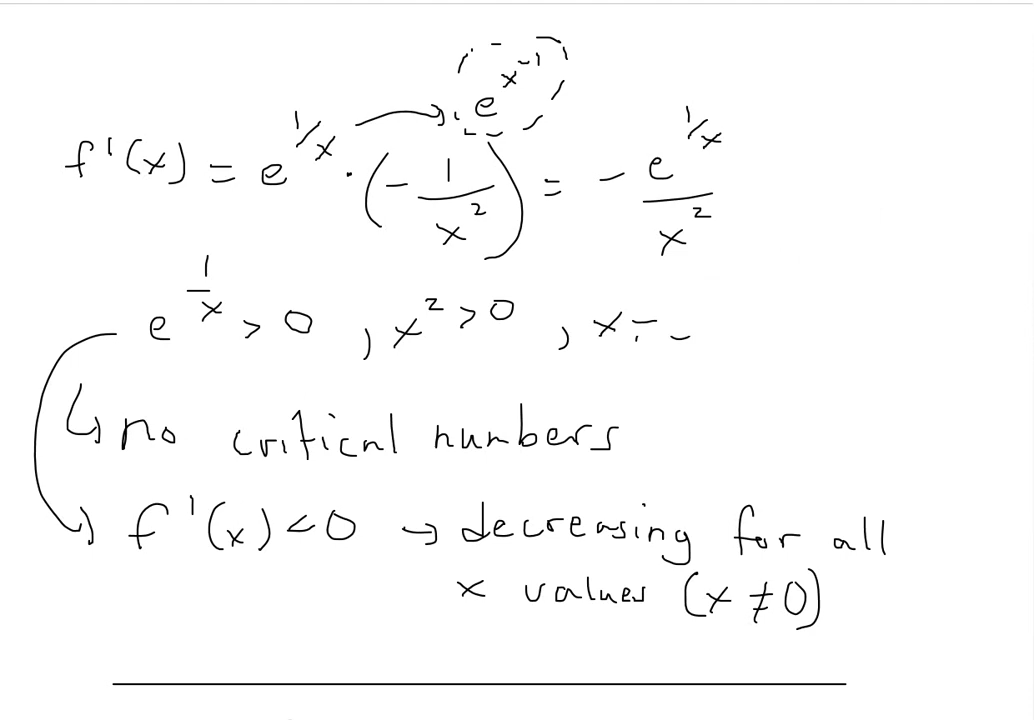 e^{x^{-1}}
f'(x) = e^{1/x} · (-1/x^2) = -e^{1/x}/x^2
e^{1/x} > 0 , x^2 > 0 ,
↳ no critical numbers
→ f'(x) < 0 → decreasing for all
x values (x ≠ 0)